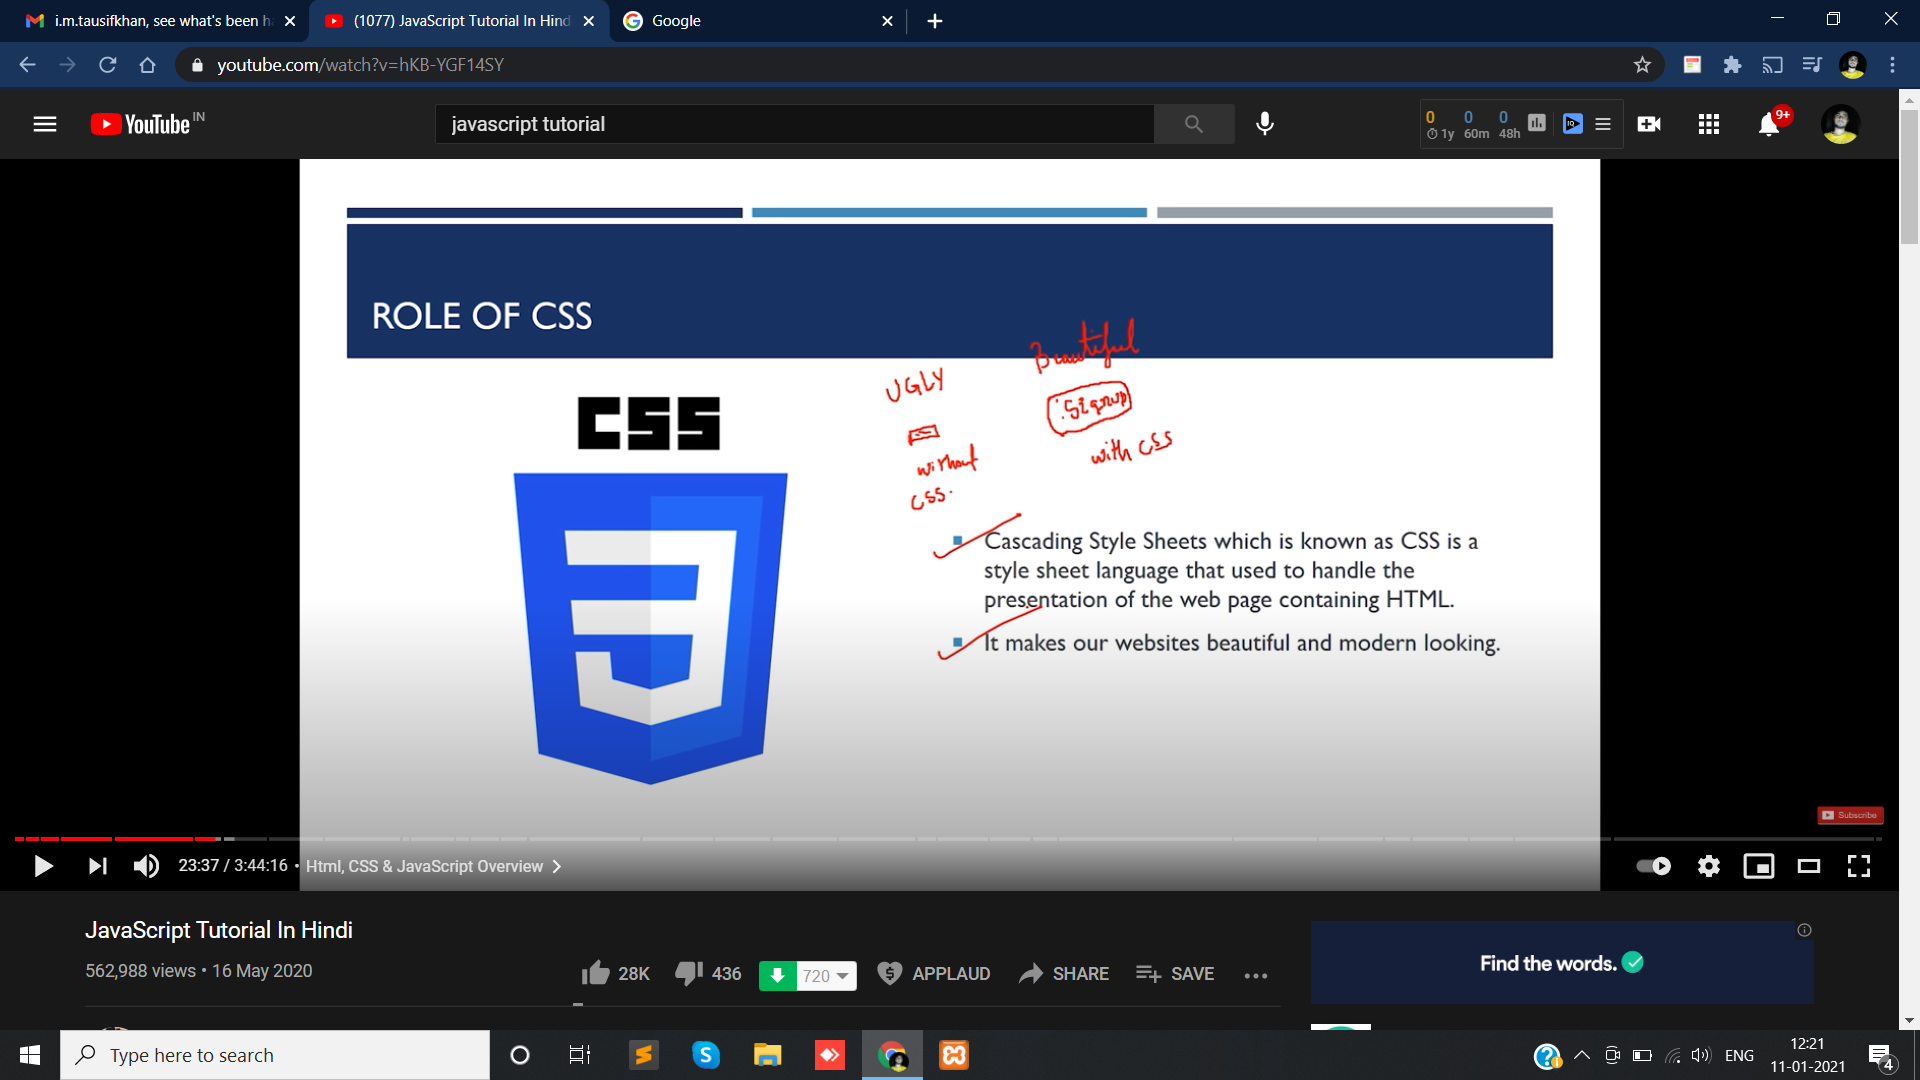 i.m.tausifkhan, see what's been h
(1077) JavaScript Tutorial In Hind
Google
youtube.com/watch?v=hKB-YGF14SY
YouTube IN
javascript tutorial
0 0 0
1y 60m 48h
IQ
9+
ROLE OF CSS
Beautiful
UGLY
Signup
with CSS
without
CSS.
CSS
Cascading Style Sheets which is known as CSS is a
style sheet language that used to handle the
presentation of the web page containing HTML.
It makes our websites beautiful and modern looking.
Subscribe
23:37 / 3:44:16 • Html, CSS & JavaScript Overview
JavaScript Tutorial In Hindi
562,988 views • 16 May 2020
28K 436 720 APPLAUD SHARE SAVE
Find the words.
Type here to search
ENG
12:21
11-01-2021
4